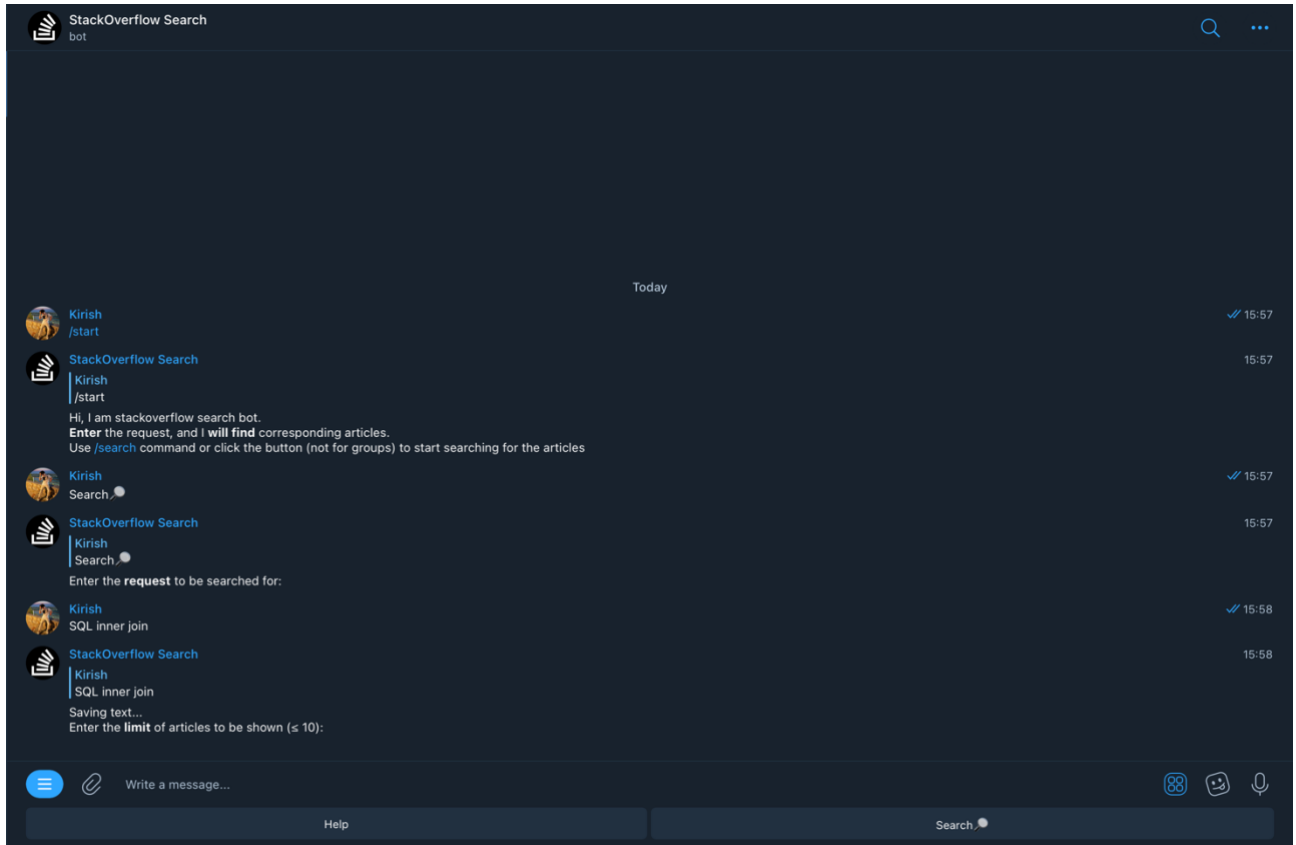 StackOverflow Search
bot
Today
Kirish
15:57
/start
StackOverflow Search
15:57
Kirish
/start
Hi, I am stackoverflow search bot.
Enter the request, and I will find corresponding articles.
Use /search command or click the button (not for groups) to start searching for the articles
Kirish
15:57
Search🔎
StackOverflow Search
15:57
Kirish
Search🔎
Enter the request to be searched for:
Kirish
15:58
SQL inner join
StackOverflow Search
15:58
Kirish
SQL inner join
Saving text...
Enter the limit of articles to be shown (≤ 10):
Write a message...
Help
Search🔎